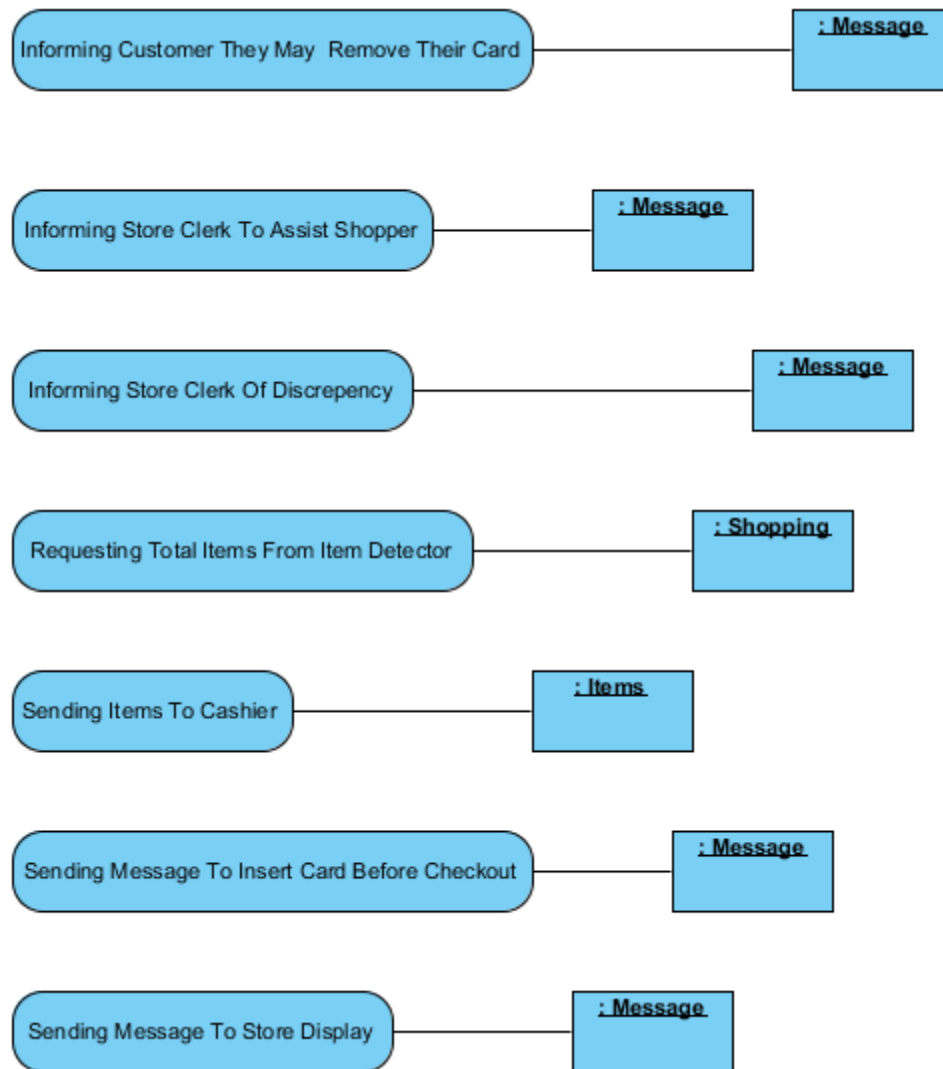 Informing Customer They May  Remove Their Card
: Message
Informing Store Clerk To Assist Shopper
: Message
Informing Store Clerk Of Discrepency
: Message
Requesting Total Items From Item Detector
: Shopping
Sending Items To Cashier
: Items
Sending Message To Insert Card Before Checkout
: Message
Sending Message To Store Display
: Message